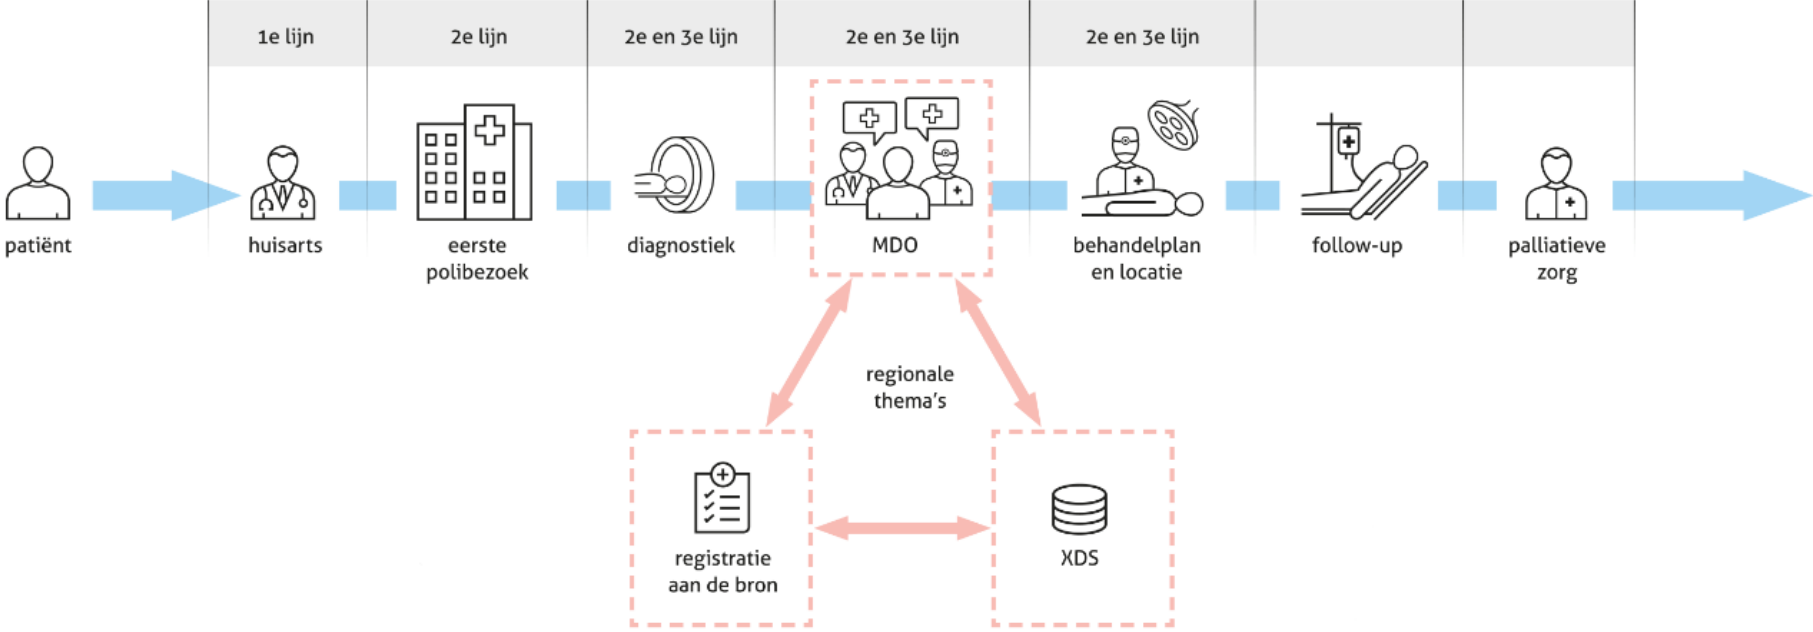 1e lijn
2e lijn
2e en 3e lijn
2e en 3e lijn
2e en 3e lijn
patiënt
huisarts
eerste
polibezoek
diagnostiek
MDO
behandelplan
en locatie
follow-up
palliatieve
zorg
regionale
thema's
registratie
aan de bron
XDS